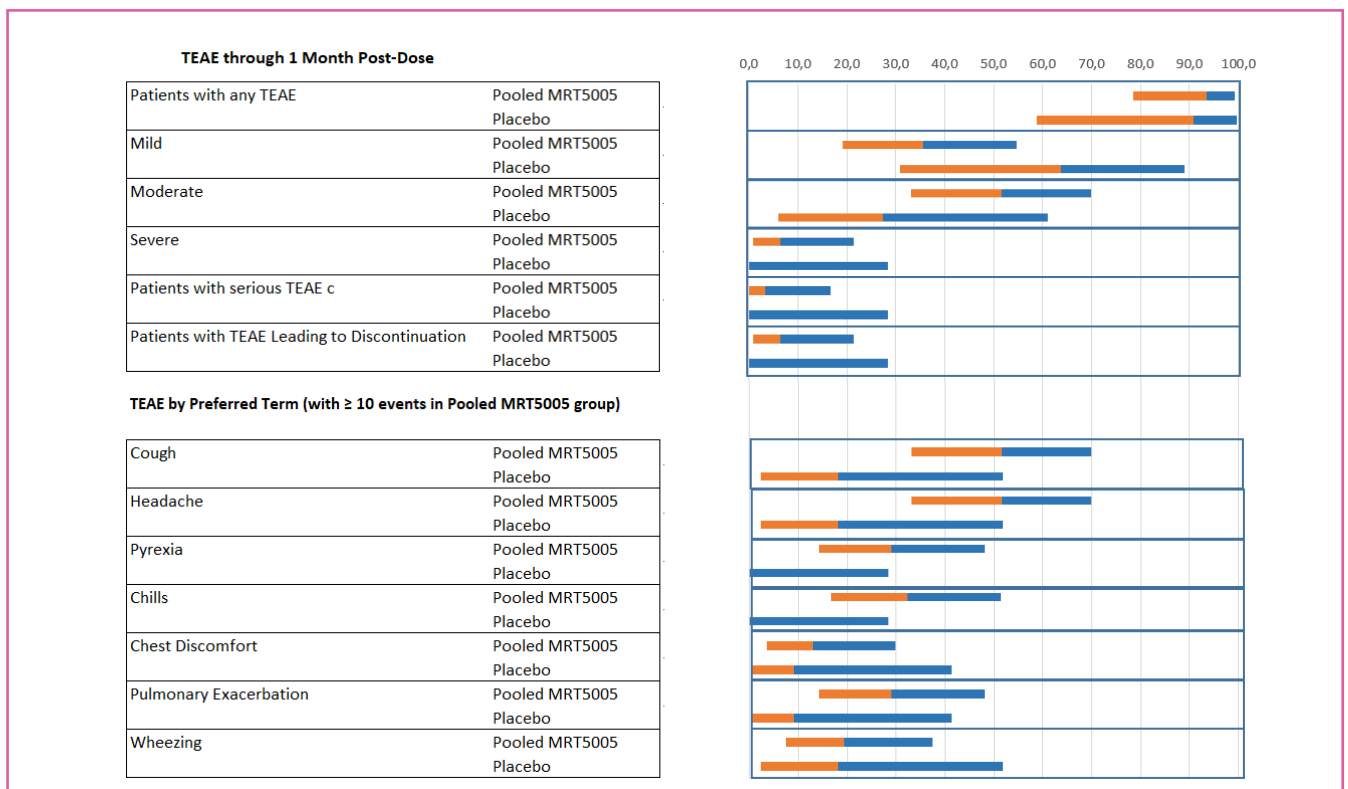 TEAE through 1 Month Post-Dose
0,0 10,0 20,0 30,0 40,0 50,0 60,0 70,0 80,0 90,0 100,0
Patients with any TEAE Pooled MRT5005
Placebo
Mild Pooled MRT5005
Placebo
Moderate Pooled MRT5005
Placebo
Severe Pooled MRT5005
Placebo
Patients with serious TEAE c Pooled MRT5005
Placebo
Patients with TEAE Leading to Discontinuation Pooled MRT5005
Placebo
TEAE by Preferred Term (with ≥ 10 events in Pooled MRT5005 group)
Cough Pooled MRT5005
Placebo
Headache Pooled MRT5005
Placebo
Pyrexia Pooled MRT5005
Placebo
Chills Pooled MRT5005
Placebo
Chest Discomfort Pooled MRT5005
Placebo
Pulmonary Exacerbation Pooled MRT5005
Placebo
Wheezing Pooled MRT5005
Placebo